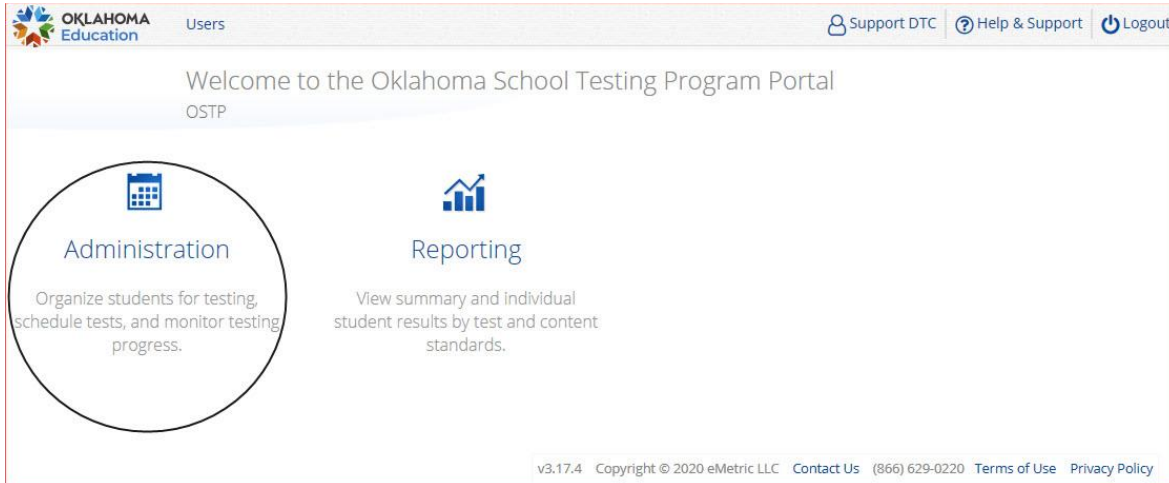 OKLAHOMA
Education
Users
Support DTC
Help & Support
Logout
Welcome to the Oklahoma School Testing Program Portal
OSTP
Administration
Organize students for testing,
schedule tests, and monitor testing
progress.
Reporting
View summary and individual
student results by test and content
standards.
v3.17.4 Copyright © 2020 eMetric LLC Contact Us (866) 629-0220 Terms of Use Privacy Policy